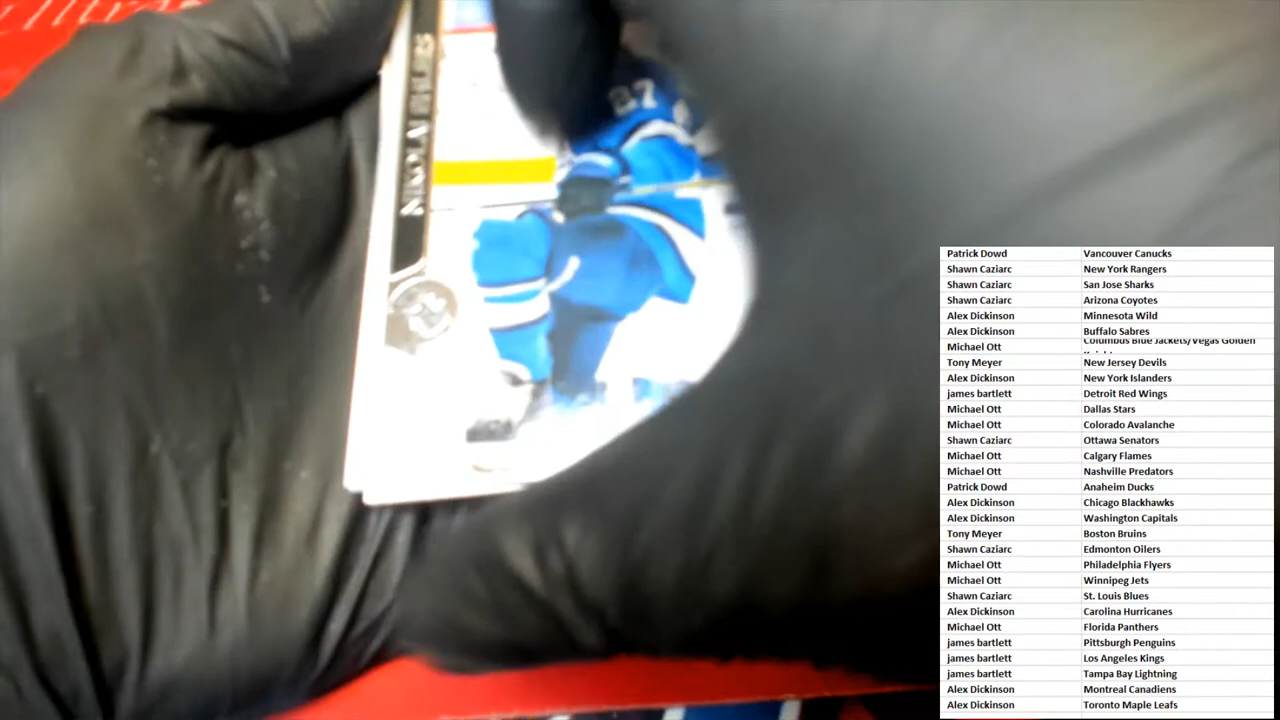 NIKOLAJ EHLERS
27
Patrick Dowd Vancouver Canucks
Shawn Caziarc New York Rangers
Shawn Caziarc San Jose Sharks
Shawn Caziarc Arizona Coyotes
Alex Dickinson Minnesota Wild
Alex Dickinson Buffalo Sabres
Michael Ott Columbus Blue Jackets/Vegas Golden
Tony Meyer New Jersey Devils
Alex Dickinson New York Islanders
james bartlett Detroit Red Wings
Michael Ott Dallas Stars
Michael Ott Colorado Avalanche
Shawn Caziarc Ottawa Senators
Michael Ott Calgary Flames
Michael Ott Nashville Predators
Patrick Dowd Anaheim Ducks
Alex Dickinson Chicago Blackhawks
Alex Dickinson Washington Capitals
Tony Meyer Boston Bruins
Shawn Caziarc Edmonton Oilers
Michael Ott Philadelphia Flyers
Michael Ott Winnipeg Jets
Shawn Caziarc St. Louis Blues
Alex Dickinson Carolina Hurricanes
Michael Ott Florida Panthers
james bartlett Pittsburgh Penguins
james bartlett Los Angeles Kings
james bartlett Tampa Bay Lightning
Alex Dickinson Montreal Canadiens
Alex Dickinson Toronto Maple Leafs